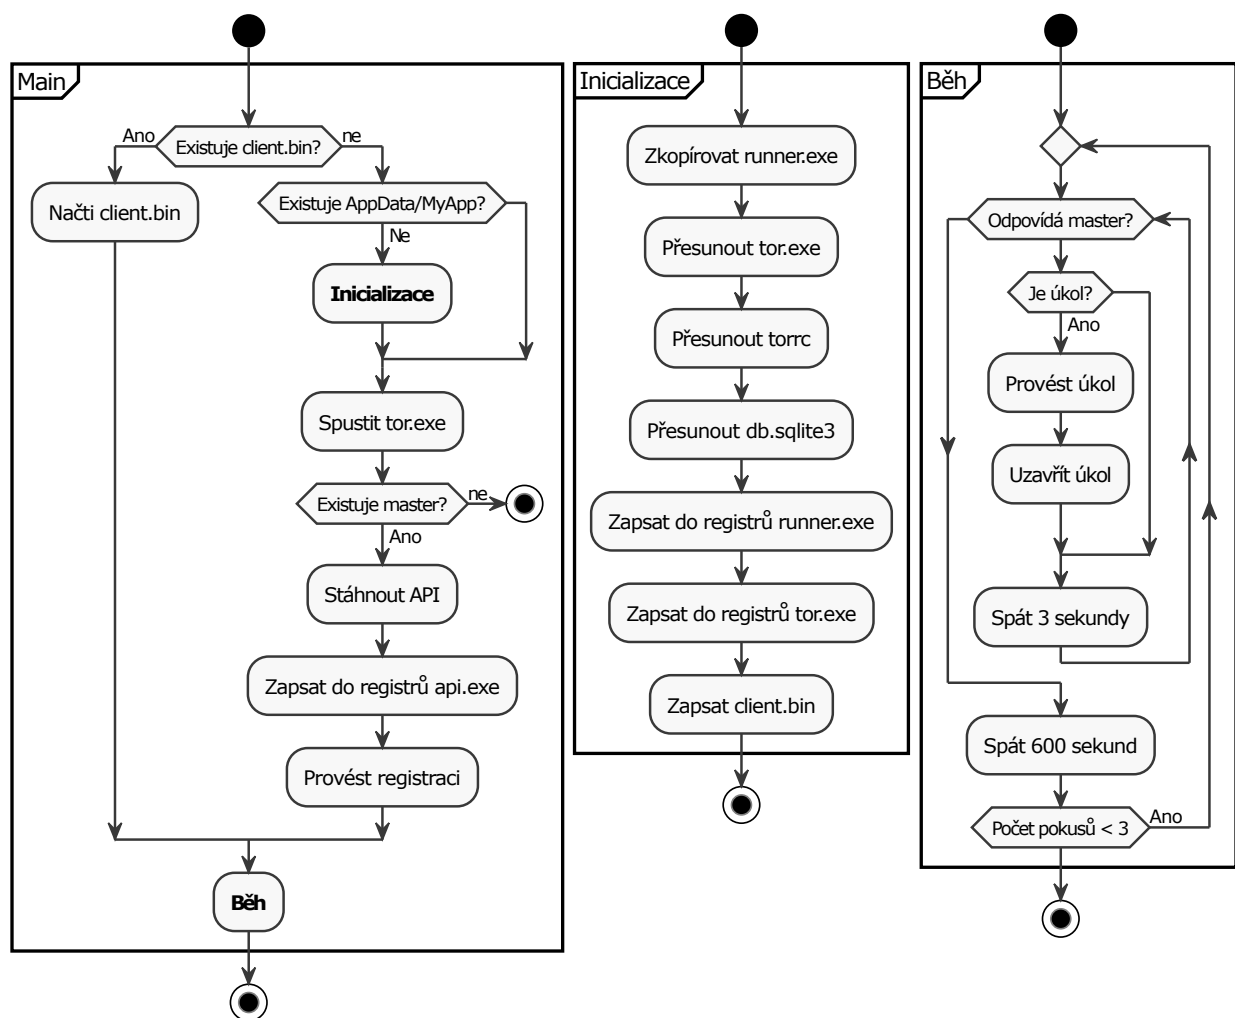 Main
Existuje client.bin?
Ano
ne
Načti client.bin
Existuje AppData/MyApp?
Ne
Inicializace
Spustit tor.exe
Existuje master?
ne
Ano
Stáhnout API
Zapsat do registrů api.exe
Provést registraci
Běh
Inicializace
Zkopírovat runner.exe
Přesunout tor.exe
Přesunout torrc
Přesunout db.sqlite3
Zapsat do registrů runner.exe
Zapsat do registrů tor.exe
Zapsat client.bin
Běh
Odpovídá master?
Je úkol?
Ano
Provést úkol
Uzavřít úkol
Spát 3 sekundy
Spát 600 sekund
Počet pokusů < 3
Ano